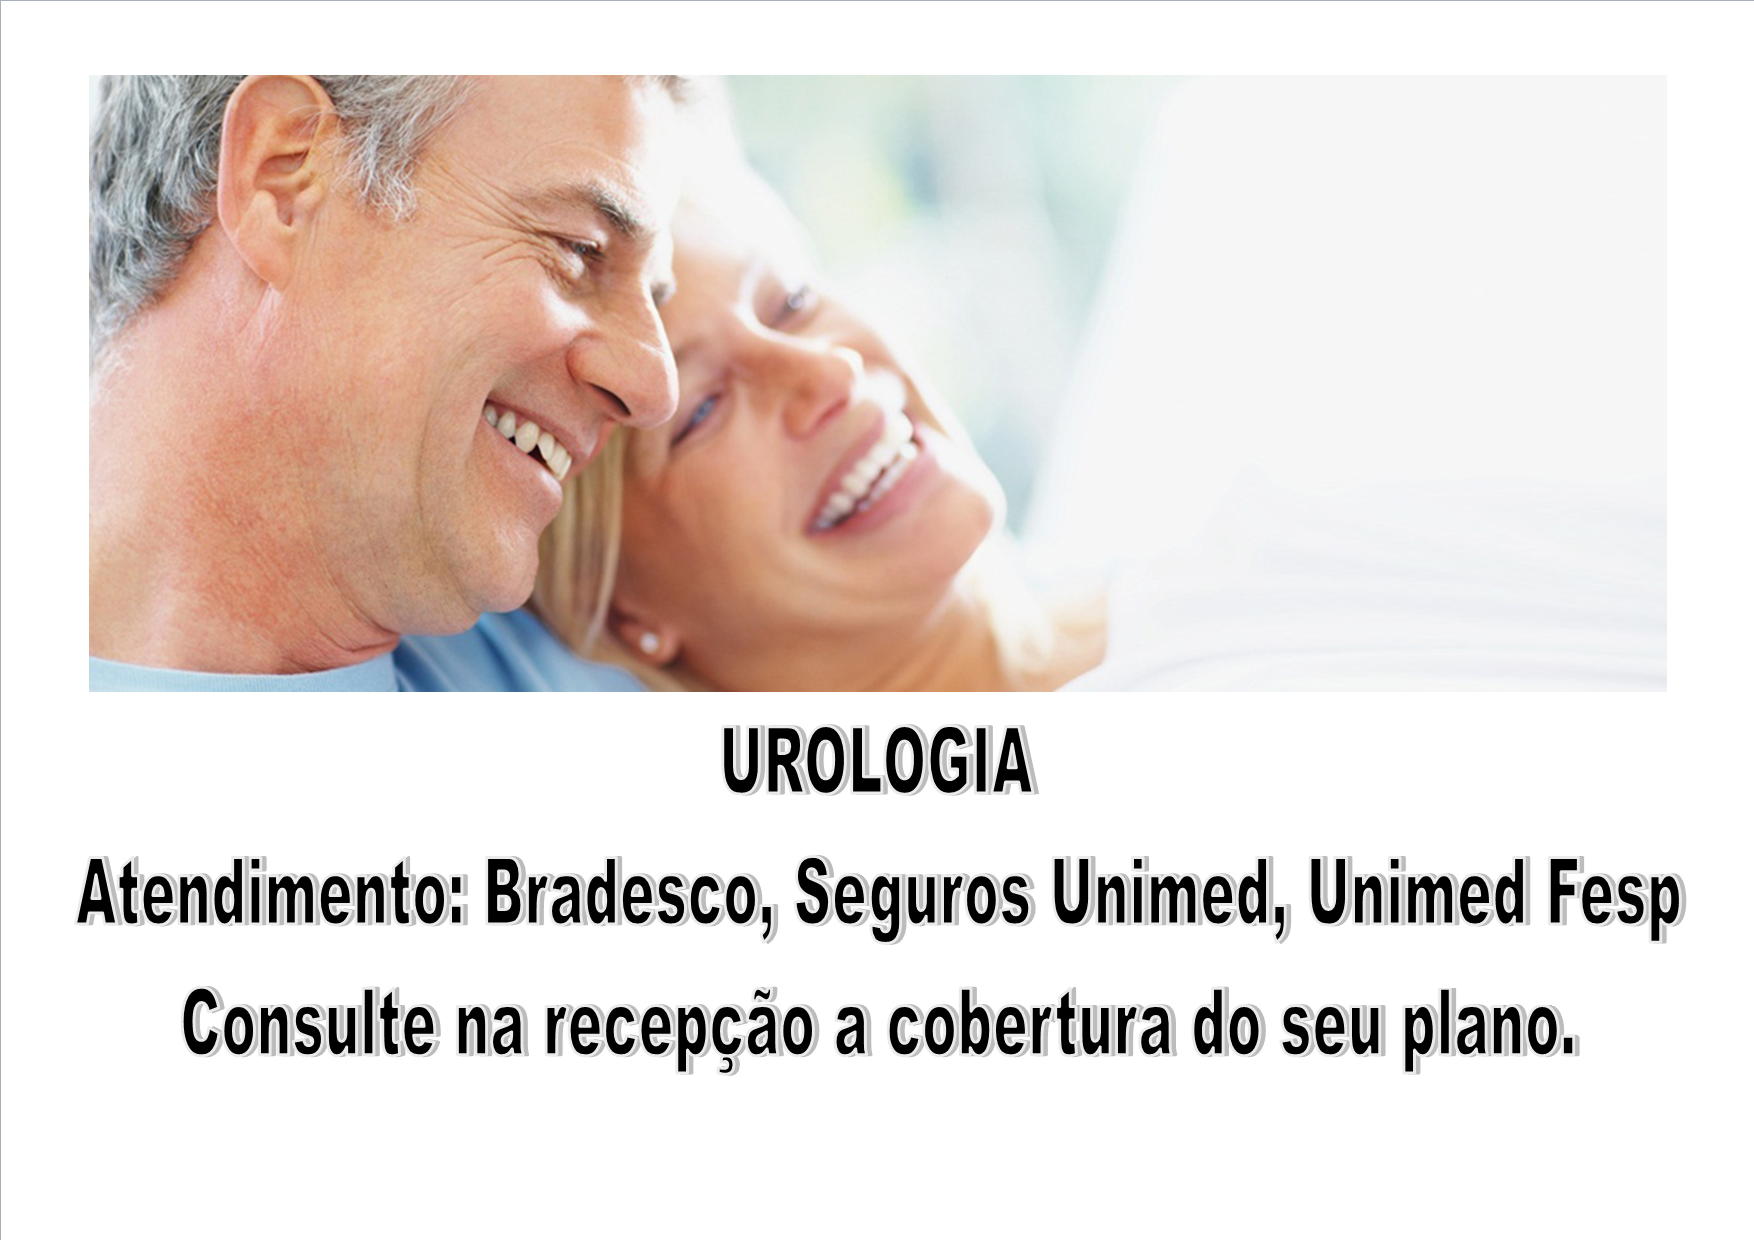 UROLOGIA
Atendimento: Bradesco, Seguros Unimed, Unimed Fesp
Consulte na recepção a cobertura do seu plano.